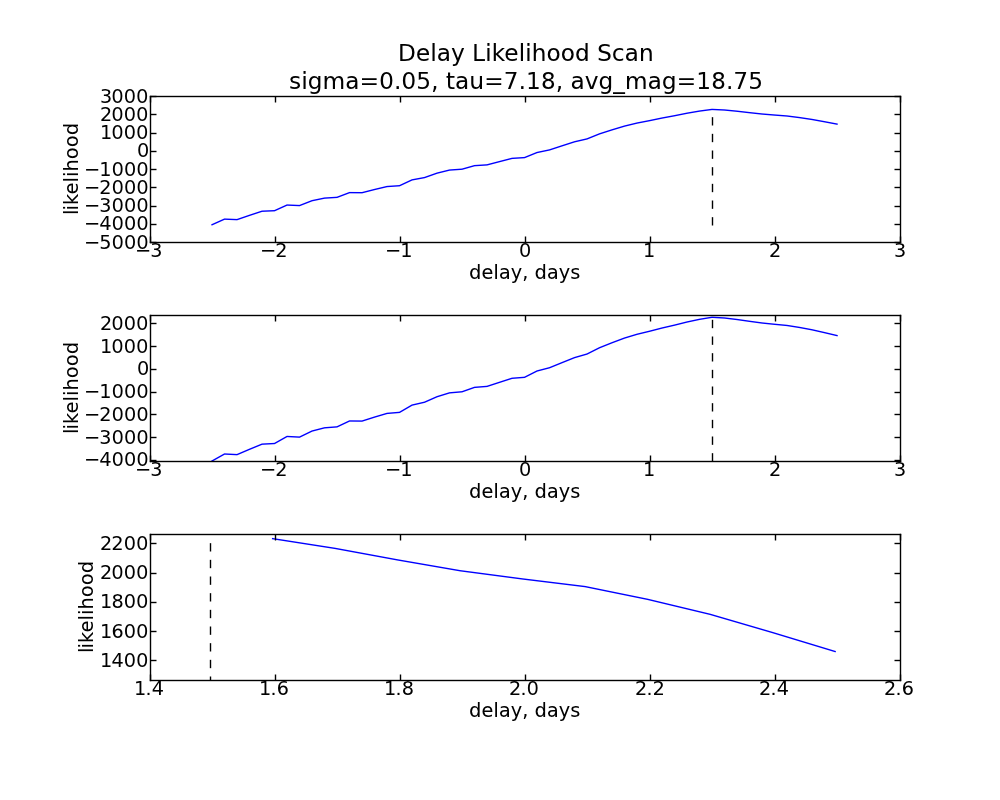 Delay Likelihood Scan
sigma=0.05, tau=7.18, avg_mag=18.75
3000
2000
1000
0
−1000
−2000
−3000
−4000
−5000
likelihood
−3 −2 −1 0 1 2 3
delay, days
2000
1000
0
−1000
−2000
−3000
−4000
likelihood
−3 −2 −1 0 1 2 3
delay, days
2200
2000
1800
1600
1400
likelihood
1.4 1.6 1.8 2.0 2.2 2.4 2.6
delay, days